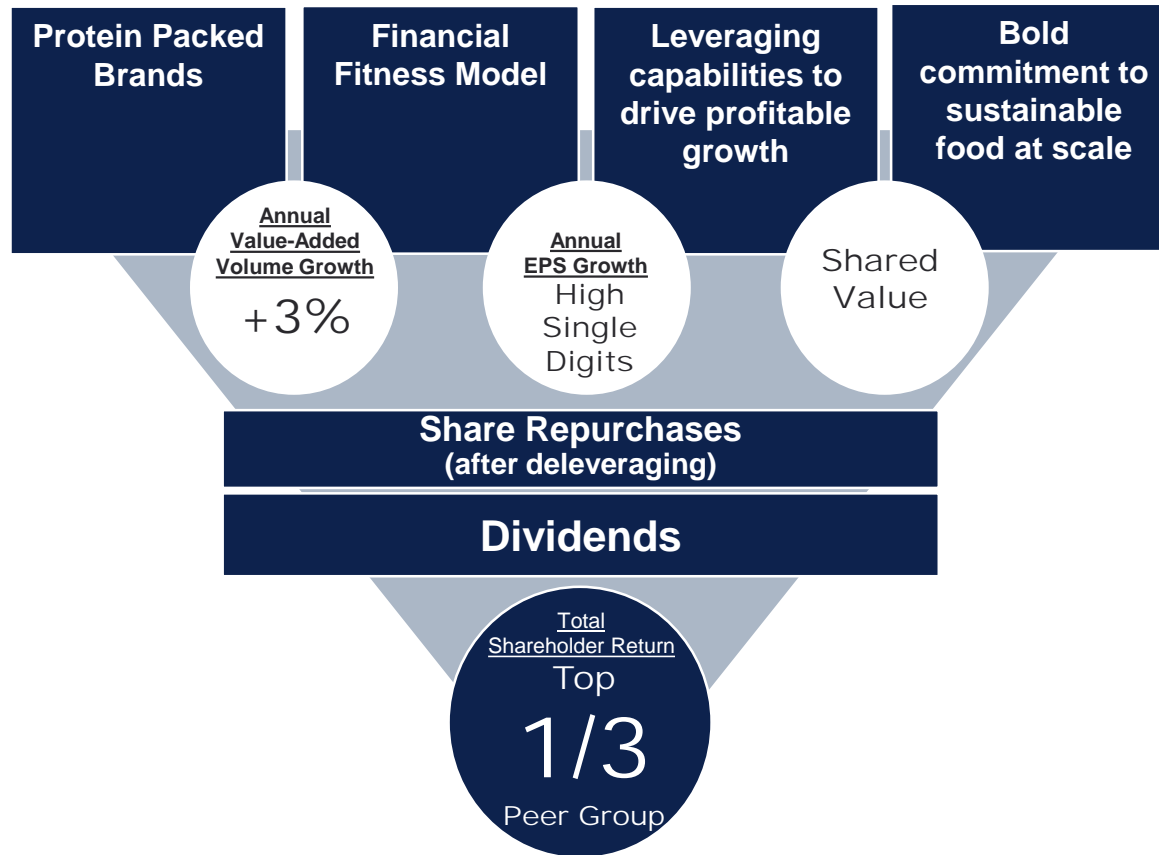 Protein Packed
Brands
Financial
Fitness Model
Leveraging
capabilities to
drive profitable
growth
Bold
commitment to
sustainable
food at scale
Annual
Value-Added
Volume Growth
+3%
Annual
EPS Growth
High
Single
Digits
Shared
Value
Share Repurchases
(after deleveraging)
Dividends
Total
Shareholder Return
Top
1/3
Peer Group